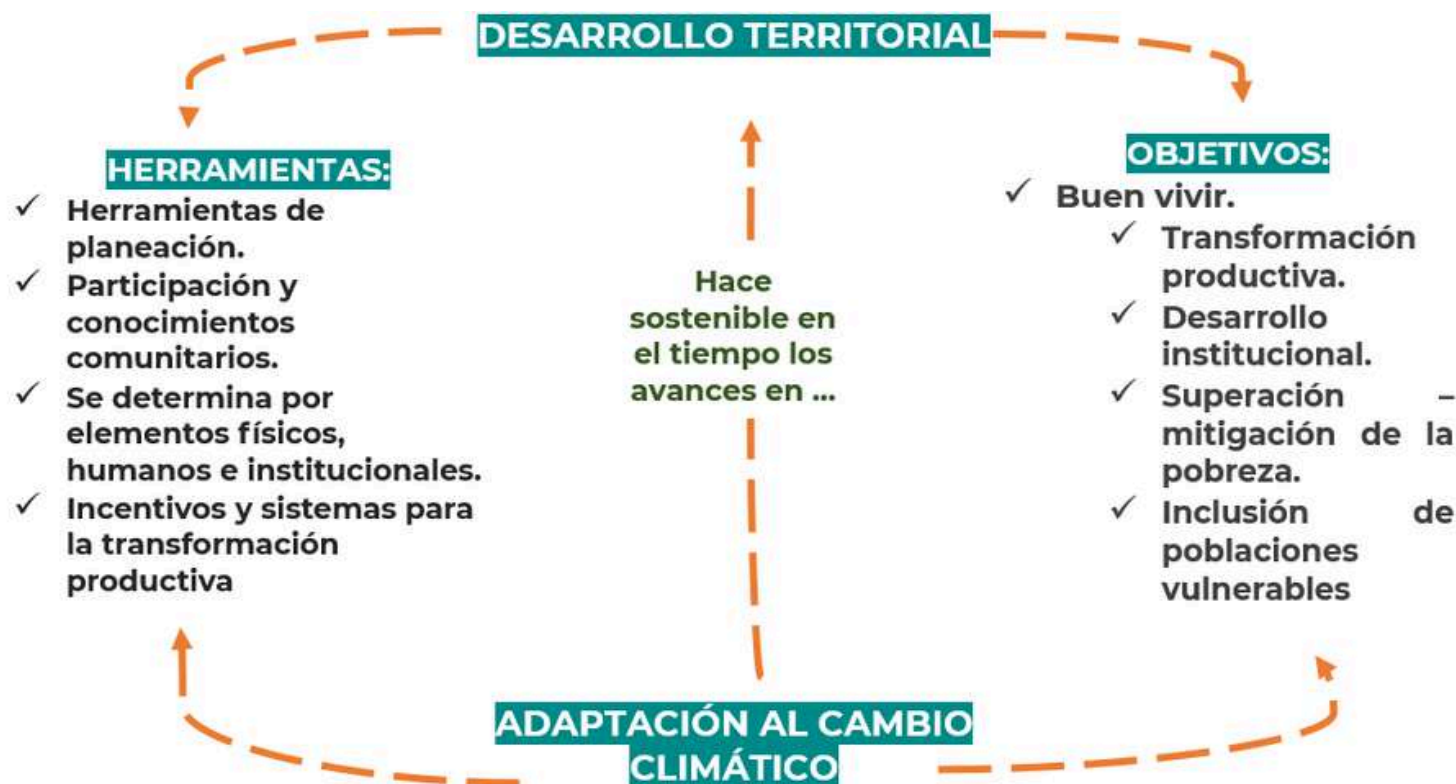 DESARROLLO TERRITORIAL
HERRAMIENTAS:
✓ Herramientas de
planeación.
✓ Participación y
conocimientos
comunitarios.
✓ Se determina por
elementos físicos,
humanos e institucionales.
✓ Incentivos y sistemas para
la transformación
productiva
Hace
sostenible en
el tiempo los
avances en ...
OBJETIVOS:
✓ Buen vivir.
✓ Transformación
productiva.
✓ Desarrollo
institucional.
✓ Superación –
mitigación de la
pobreza.
✓ Inclusión de
poblaciones
vulnerables
ADAPTACIÓN AL CAMBIO
CLIMÁTICO